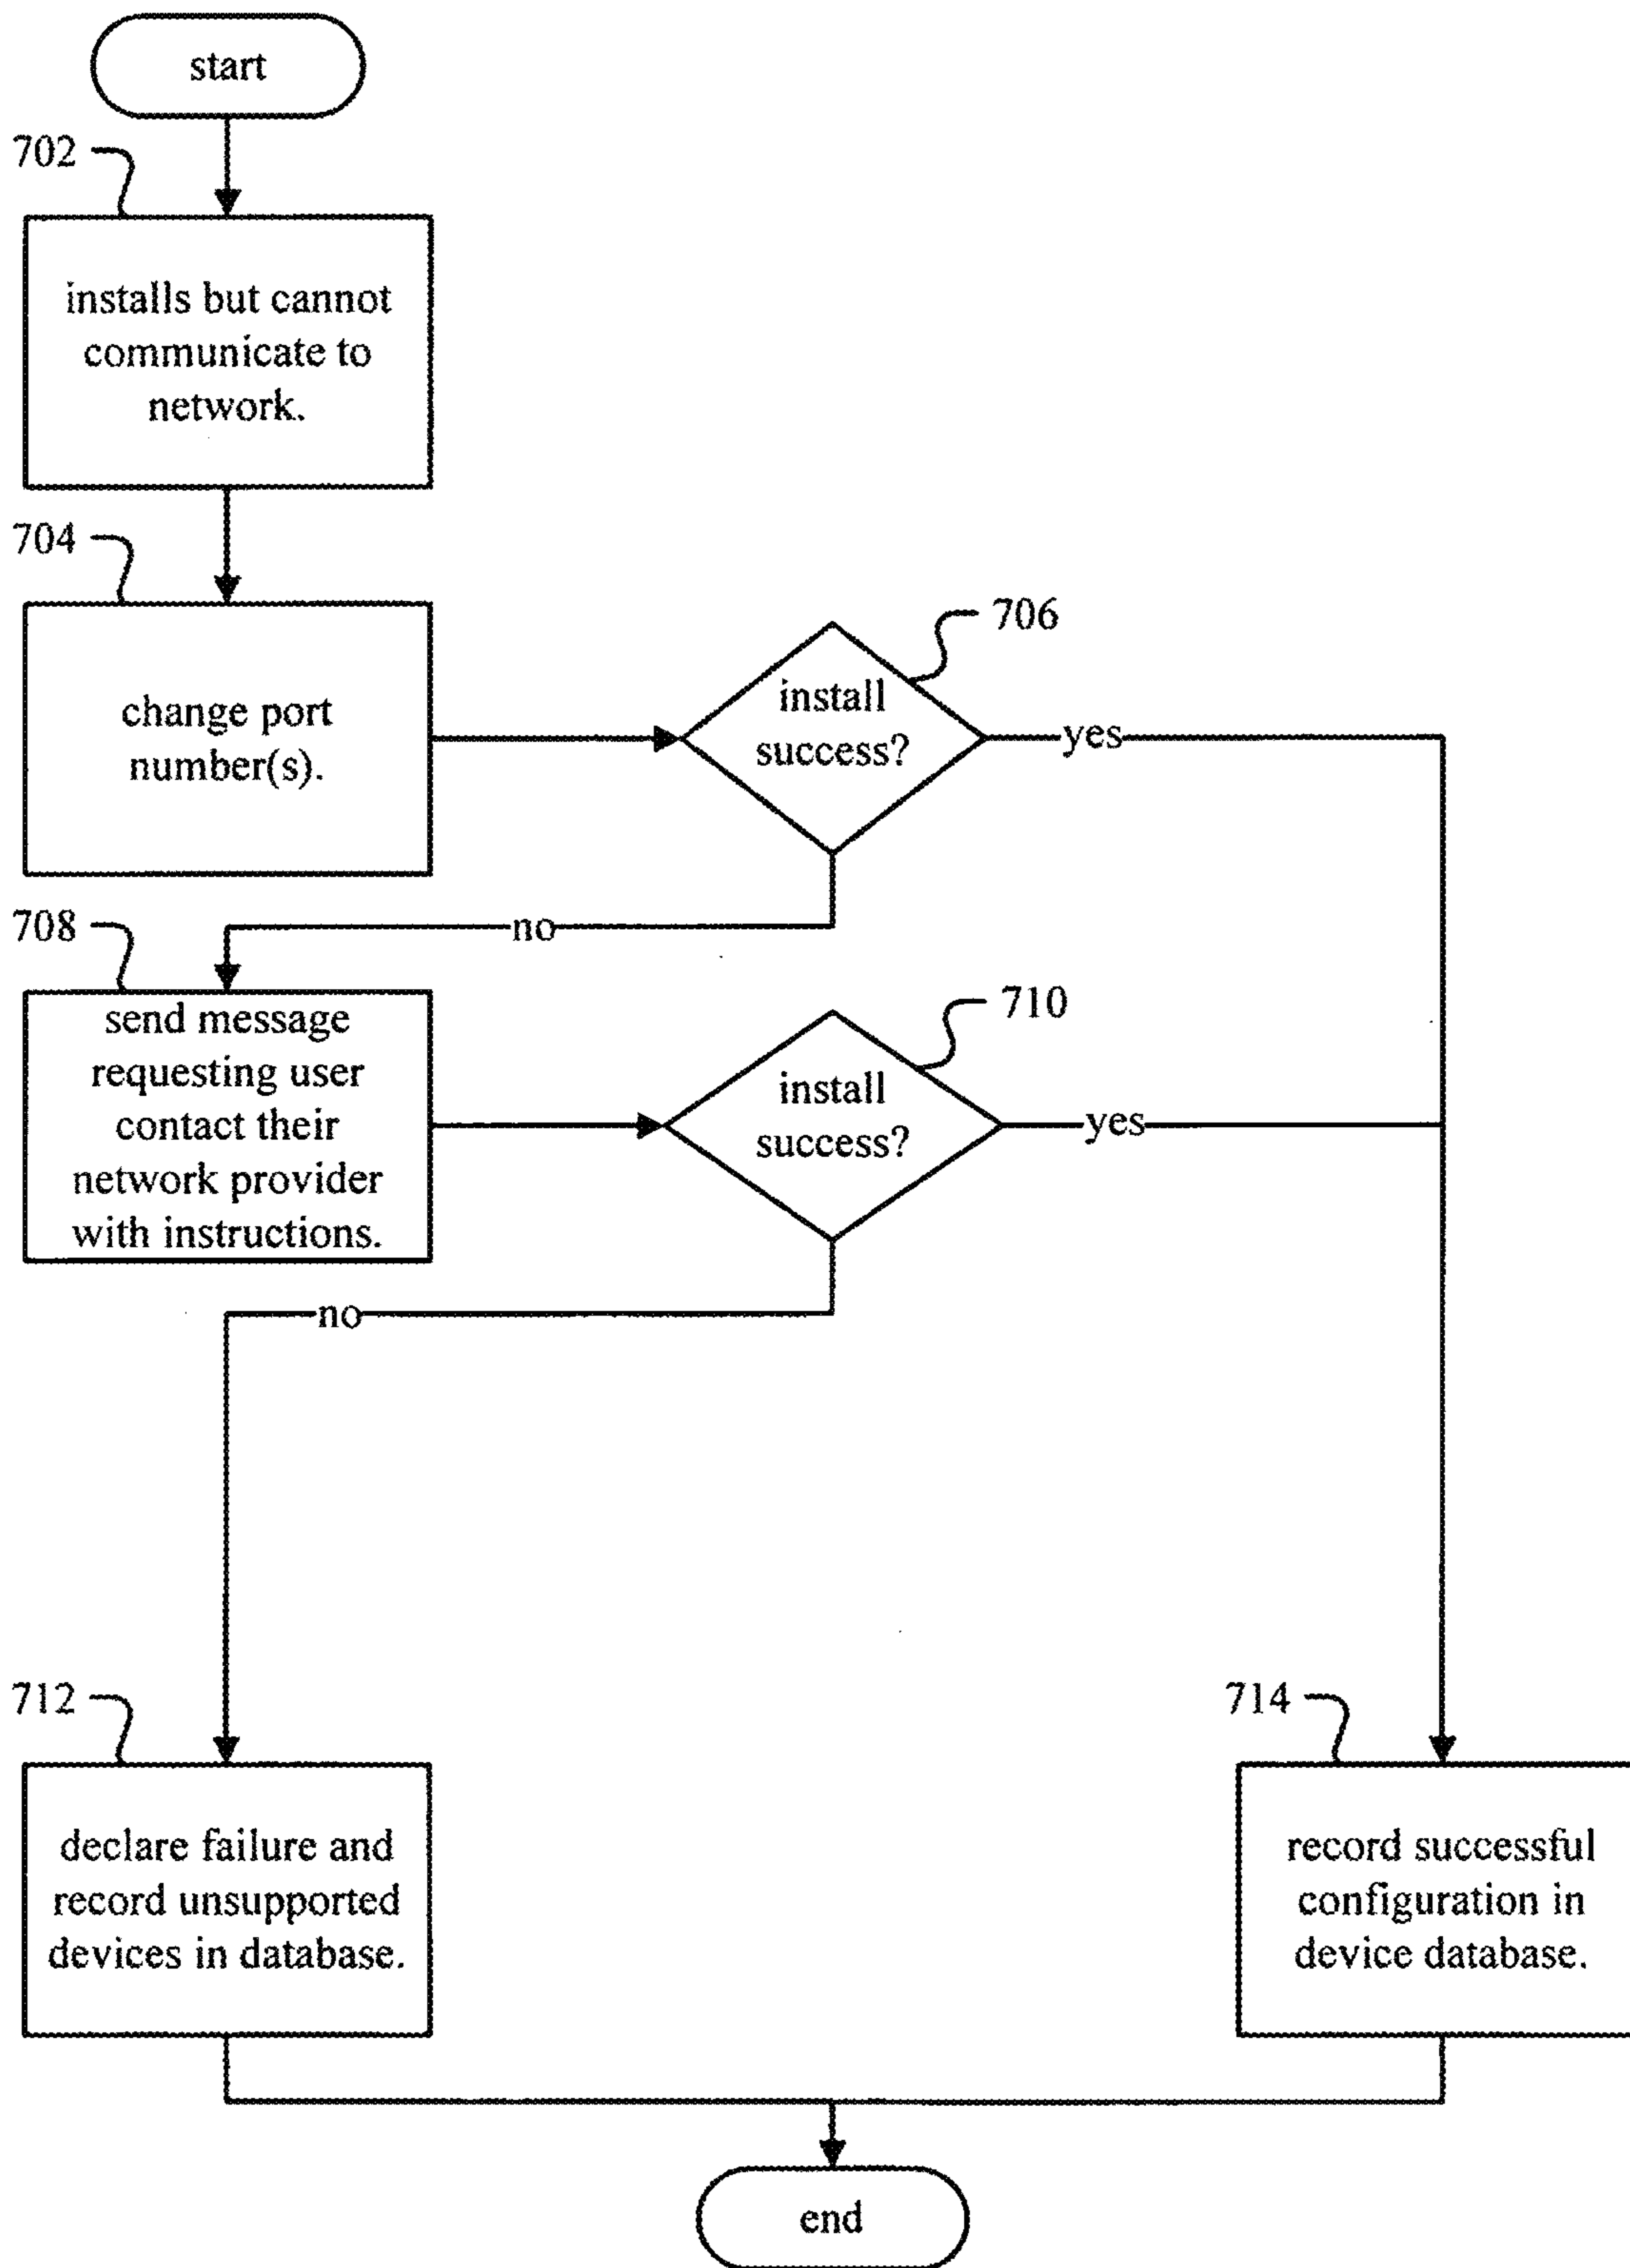 start
702
installs but cannot
communicate to
network.
704
change port
number(s).
706
install
success?
yes
no
708
send message
requesting user
contact their
network provider
with instructions.
710
install
success?
yes
no
712
declare failure and
record unsupported
devices in database.
714
record successful
configuration in
device database.
end